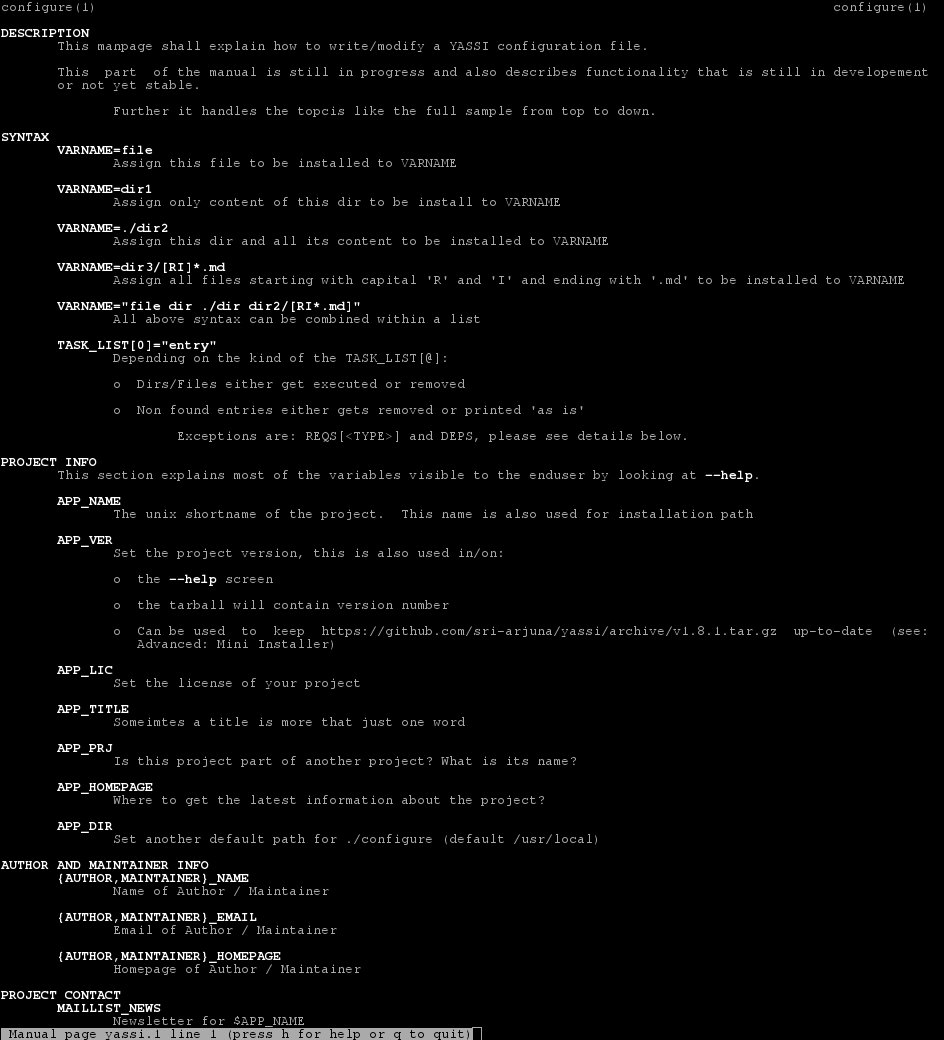 configure(1) configure(1)
DESCRIPTION
This manpage shall explain how to write/modify a YASSI configuration file.
This part of the manual is still in progress and also describes functionality that is still in developement
or not yet stable.
Further it handles the topcis like the full sample from top to down.
SYNTAX
VARNAME=file
Assign this file to be installed to VARNAME
VARNAME=dir1
Assign only content of this dir to be install to VARNAME
VARNAME=./dir2
Assign this dir and all its content to be installed to VARNAME
VARNAME=dir3/[RI]*.md
Assign all files starting with capital 'R' and 'I' and ending with '.md' to be installed to VARNAME
VARNAME="file dir ./dir dir2/[RI*.md]"
All above syntax can be combined within a list
TASK_LIST[0]="entry"
Depending on the kind of the TASK_LIST[@]:
o Dirs/Files either get executed or removed
o Non found entries either gets removed or printed 'as is'
Exceptions are: REQS[<TYPE>] and DEPS, please see details below.
PROJECT INFO
This section explains most of the variables visible to the enduser by looking at --help.
APP_NAME
The unix shortname of the project. This name is also used for installation path
APP_VER
Set the project version, this is also used in/on:
o the --help screen
o the tarball will contain version number
o Can be used to keep https://github.com/sri-arjuna/yassi/archive/v1.8.1.tar.gz up-to-date (see:
Advanced: Mini Installer)
APP_LIC
Set the license of your project
APP_TITLE
Someimtes a title is more that just one word
APP_PRJ
Is this project part of another project? What is its name?
APP_HOMEPAGE
Where to get the latest information about the project?
APP_DIR
Set another default path for ./configure (default /usr/local)
AUTHOR AND MAINTAINER INFO
{AUTHOR,MAINTAINER}_NAME
Name of Author / Maintainer
{AUTHOR,MAINTAINER}_EMAIL
Email of Author / Maintainer
{AUTHOR,MAINTAINER}_HOMEPAGE
Homepage of Author / Maintainer
PROJECT CONTACT
MAILLIST_NEWS
Newsletter for $APP_NAME
Manual page yassi.1 line 1 (press h for help or q to quit)